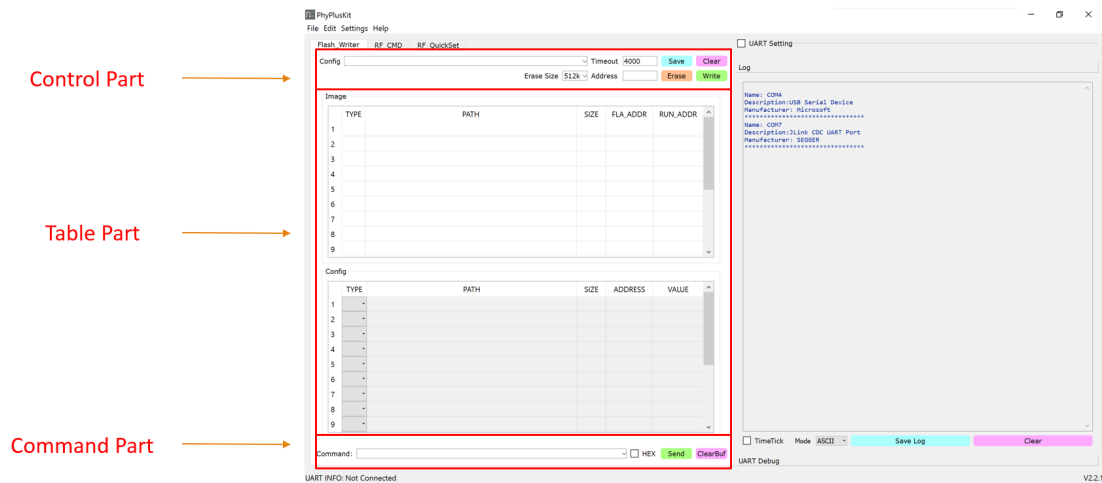 PhyPlusKit
File Edit Settings Help
Flash_Writer RF_CMD RF_QuickSet
UART Setting
Control Part
Config Timeout 4000 Save Clear
Erase Size 512k Address Erase Write
Log
Image
TYPE PATH SIZE FLA_ADDR RUN_ADDR
1
2
3
4
5
6
7
8
9
Table Part
Config
TYPE PATH SIZE ADDRESS VALUE
1
2
3
4
5
6
7
8
9
Name: COM4
Description:USB Serial Device
Manufacturer: Microsoft
********************************
Name: COM7
Description:JLink CDC UART Port
Manufacturer: SEGGER
********************************
TimeTick Mode ASCII Save Log Clear
Command Part
Command: HEX Send ClearBuf
UART Debug
UART INFO: Not Connected
V2.2.1